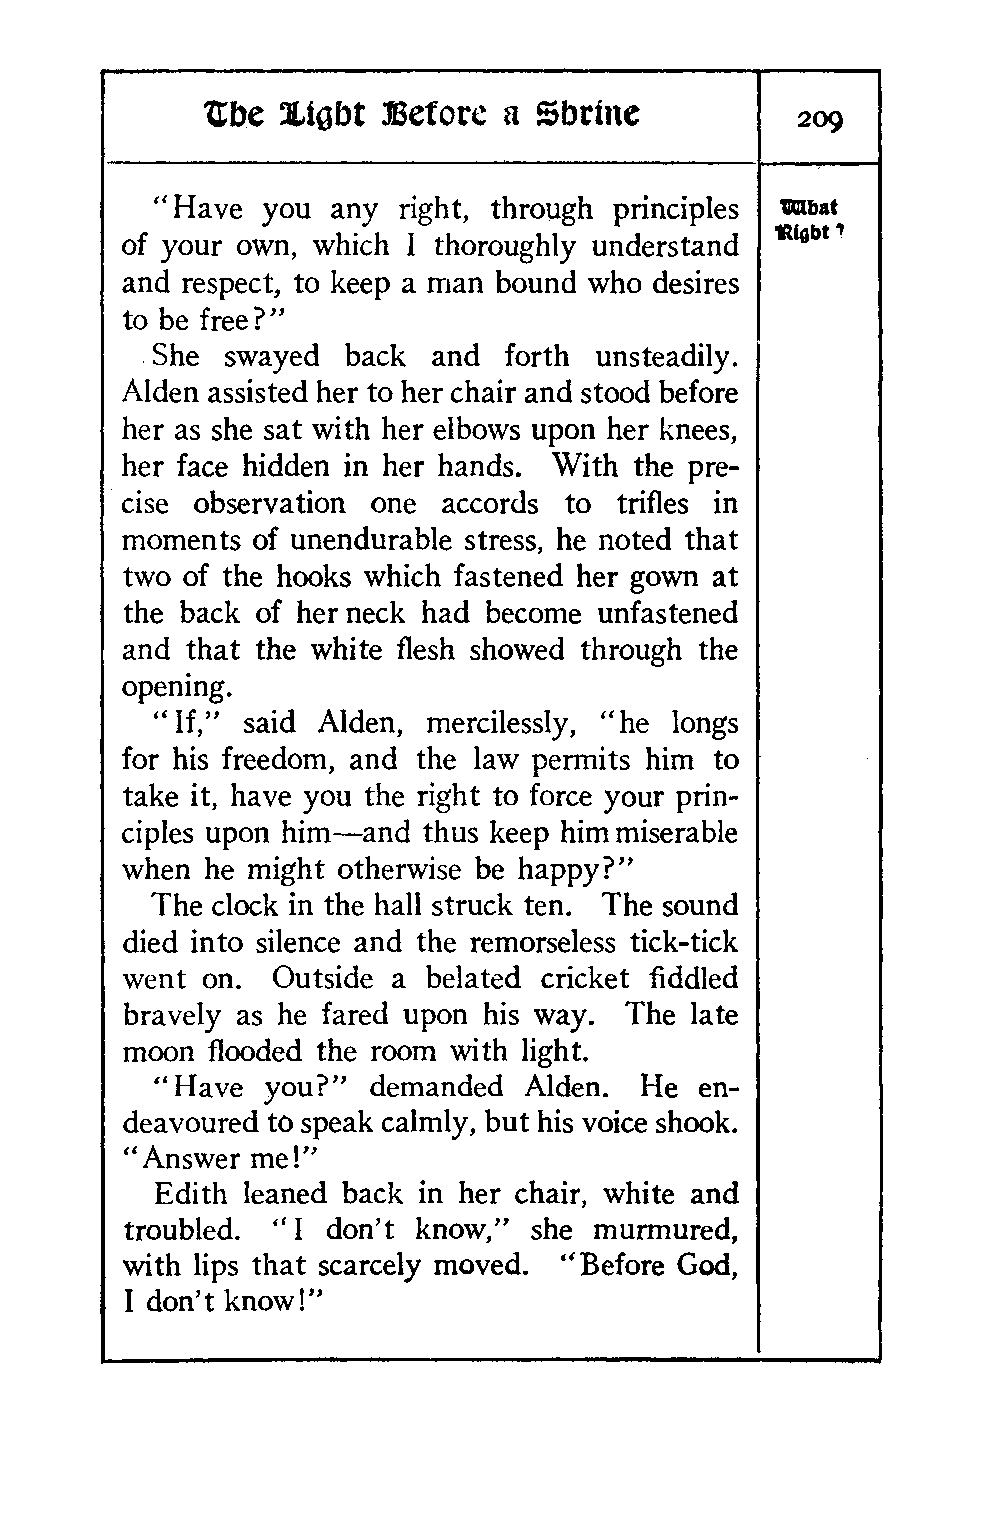 The Light Before a Shrine
209
What
Right?
"Have you any right, through principles
of your own, which I thoroughly understand
and respect, to keep a man bound who desires
to be free?"
She swayed back and forth unsteadily.
Alden assisted her to her chair and stood before
her as she sat with her elbows upon her knees,
her face hidden in her hands. With the pre-
cise observation one accords to trifles in
moments of unendurable stress, he noted that
two of the hooks which fastened her gown at
the back of her neck had become unfastened
and that the white flesh showed through the
opening.
"If," said Alden, mercilessly, "he longs
for his freedom, and the law permits him to
take it, have you the right to force your prin-
ciples upon him—and thus keep him miserable
when he might otherwise be happy?"
The clock in the hall struck ten. The sound
died into silence and the remorseless tick-tick
went on. Outside a belated cricket fiddled
bravely as he fared upon his way. The late
moon flooded the room with light.
"Have you?" demanded Alden. He en-
deavoured to speak calmly, but his voice shook.
"Answer me!"
Edith leaned back in her chair, white and
troubled. "I don't know," she murmured,
with lips that scarcely moved. "Before God,
I don't know!"